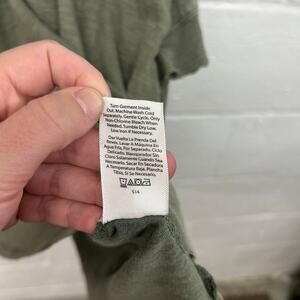 Turn Garment Inside
Out, Machine Wash Cold
Separately, Gentle Cycle. Only
Non-Chlorine Bleach When
Needed. Tumble Dry Low.
Low Iron If Necessary.
Dar Vuelta La Prenda Del
Revés, Lavar A Máquina En
Agua Fría, Por Separado, Ciclo
Delicado. Blanqueador Sin
Cloro Solamente Cuando Sea
Necesario. Secar En Secadora
A Temperatura Baja. Plancha
Tibia, Si Se Necesario.
S14